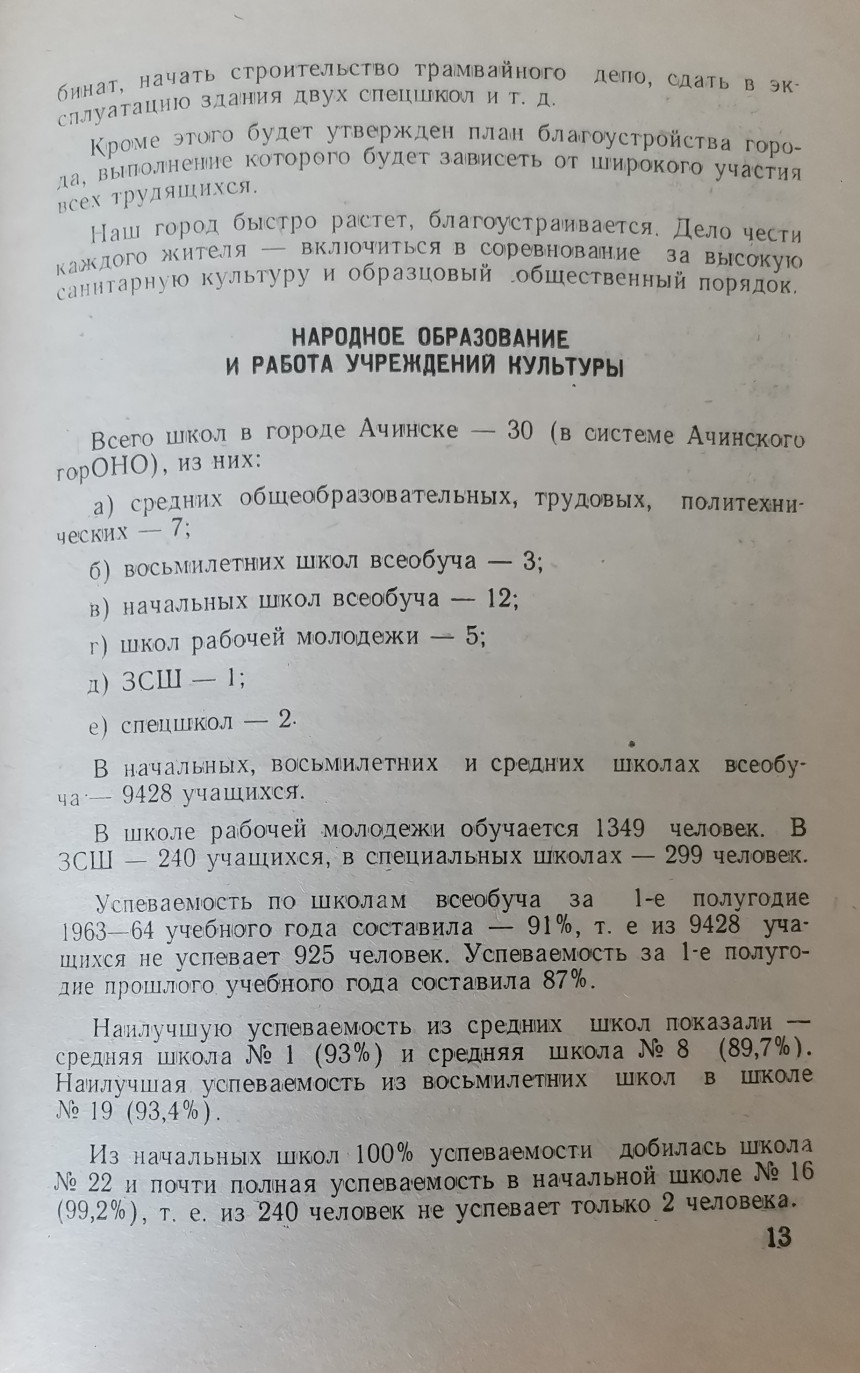 бинат, начать строительство трамвайного депо, сдать в эк-
сплуатацию здания двух спецшкол и т. д.
Кроме этого будет утвержден план благоустройства горо-
да, выполнение которого будет зависеть от широкого участия
всех трудящихся.
Наш город быстро растет, благоустраивается. Дело чести
каждого жителя — включиться в соревнование за высокую
санитарную культуру и образцовый общественный порядок.
НАРОДНОЕ ОБРАЗОВАНИЕ
И РАБОТА УЧРЕЖДЕНИЙ КУЛЬТУРЫ
Всего школ в городе Ачинске — 30 (в системе Ачинского
горОНО), из них:
а) средних общеобразовательных, трудовых, политехни-
ческих — 7;
б) восьмилетних школ всеобуча — 3;
в) начальных школ всеобуча — 12;
г) школ рабочей молодежи — 5;
д) ЗСШ — 1;
е) спецшкол — 2.
В начальных, восьмилетних и средних школах всеобу-
ча — 9428 учащихся.
В школе рабочей молодежи обучается 1349 человек. В
ЗСШ — 240 учащихся, в специальных школах — 299 человек.
Успеваемость по школам всеобуча за 1-е полугодие
1963—64 учебного года составила — 91%, т. е из 9428 уча-
щихся не успевает 925 человек. Успеваемость за 1-е полуго-
дие прошлого учебного года составила 87%.
Наилучшую успеваемость из средних школ показали —
средняя школа № 1 (93%) и средняя школа № 8 (89,7%).
Наилучшая успеваемость из восьмилетних школ в школе
№ 19 (93,4%).
Из начальных школ 100% успеваемости добилась школа
№ 22 и почти полная успеваемость в начальной школе № 16
(99,2%), т. е. из 240 человек не успевает только 2 человека.
13